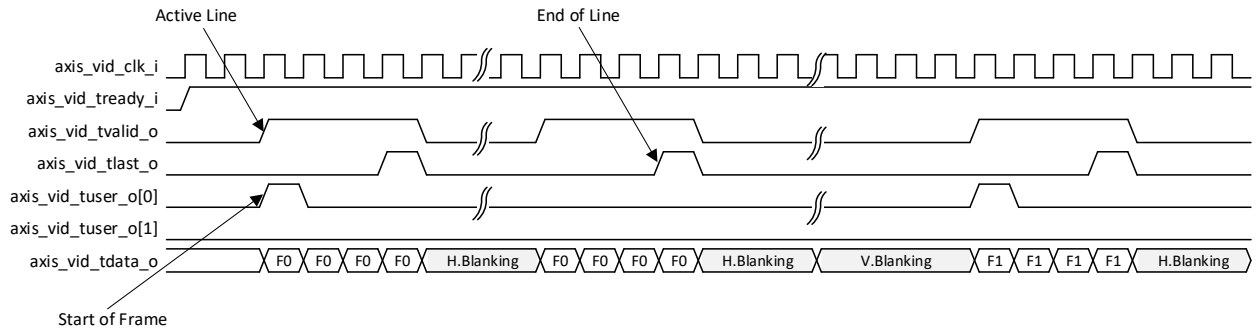 Active Line
End of Line
axis_vid_clk_i
axis_vid_tready_i
axis_vid_tvalid_o
axis_vid_tlast_o
axis_vid_tuser_o[0]
axis_vid_tuser_o[1]
axis_vid_tdata_o F0 F0 F0 F0 H.Blanking F0 F0 F0 F0 H.Blanking V.Blanking F1 F1 F1 F1 H.Blanking
Start of Frame